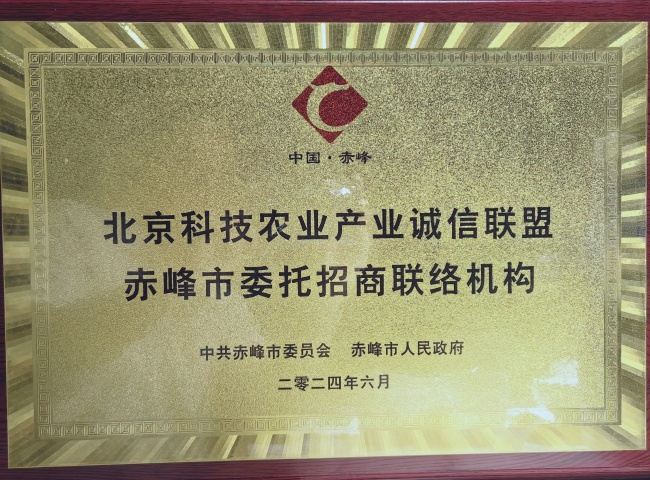 中国·赤峰
北京科技农业产业诚信联盟
赤峰市委托招商联络机构
中共赤峰市委员会 赤峰市人民政府
二零二四年六月